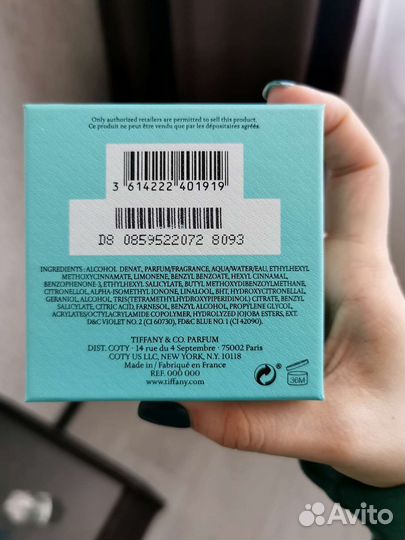 Only authorized retailers are permitted to sell this product.
Ce produit ne peut être vendu que par les dépositaires agréés.
3 614222 401919
D8 0859522072 8093
INGREDIENTS: ALCOHOL DENAT., PARFUM/FRAGRANCE, AQUA/WATER/EAU, ETHYLHEXYL
METHOXYCINNAMATE, LIMONENE, BENZYL BENZOATE, HEXYL CINNAMAL,
BENZOPHENONE-3, ETHYLHEXYL SALICYLATE, BUTYL METHOXYDIBENZOYLMETHANE,
CITRONELLOL, ALPHA-ISOMETHYL IONONE, LINALOOL, BHT, HYDROXYCITRONELLAL,
GERANIOL, ALCOHOL, TRIS(TETRAMETHYLHYDROXYPIPERIDINOL) CITRATE, BENZYL
SALICYLATE, CITRIC ACID, FARNESOL, BENZYL ALCOHOL, PROPYLENE GLYCOL,
ACRYLATES/OCTYLACRYLAMIDE COPOLYMER, HYDROLYZED JOJOBA ESTERS, EXT.
D&C VIOLET NO. 2 (CI 60730), FD&C BLUE NO. 1 (CI 42090).
TIFFANY & CO. PARFUM
DIST. COTY · 14 rue du 4 Septembre · 75002 Paris
COTY US LLC, NEW YORK, N.Y. 10118
Made in / Fabriqué en France
REF. 000 000
www.tiffany.com
36M
Avito